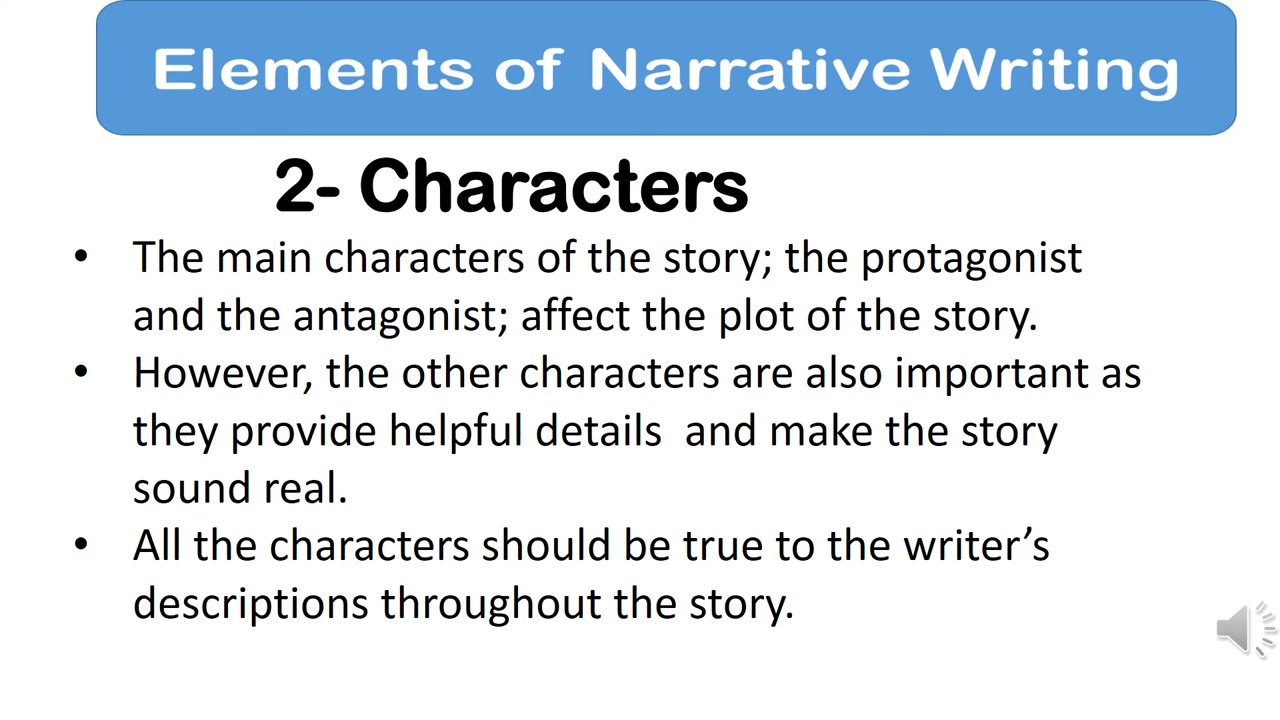 Elements of Narrative Writing
2- Characters
• The main characters of the story; the protagonist
and the antagonist; affect the plot of the story.
• However, the other characters are also important as
they provide helpful details  and make the story
sound real.
• All the characters should be true to the writer’s
descriptions throughout the story.